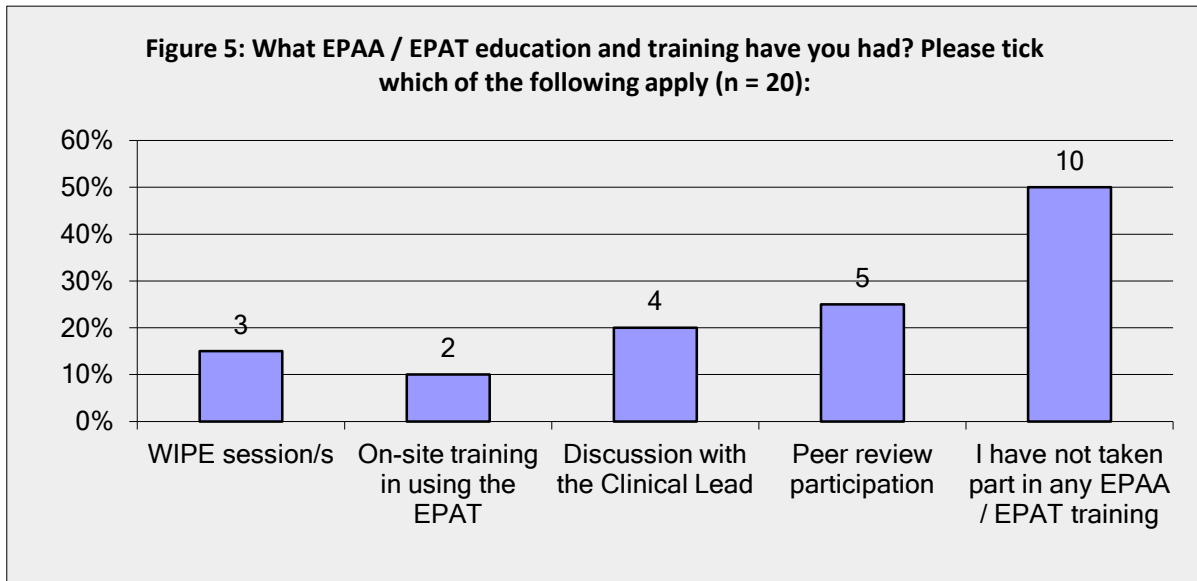 Figure 5: What EPAA / EPAT education and training have you had? Please tick
which of the following apply (n = 20):
60%
50%
40%
30%
20%
10%
0%
3
2
4
5
10
WIPE session/s
On-site training
in using the
EPAT
Discussion with
the Clinical Lead
Peer review
participation
I have not taken
part in any EPAA
/ EPAT training